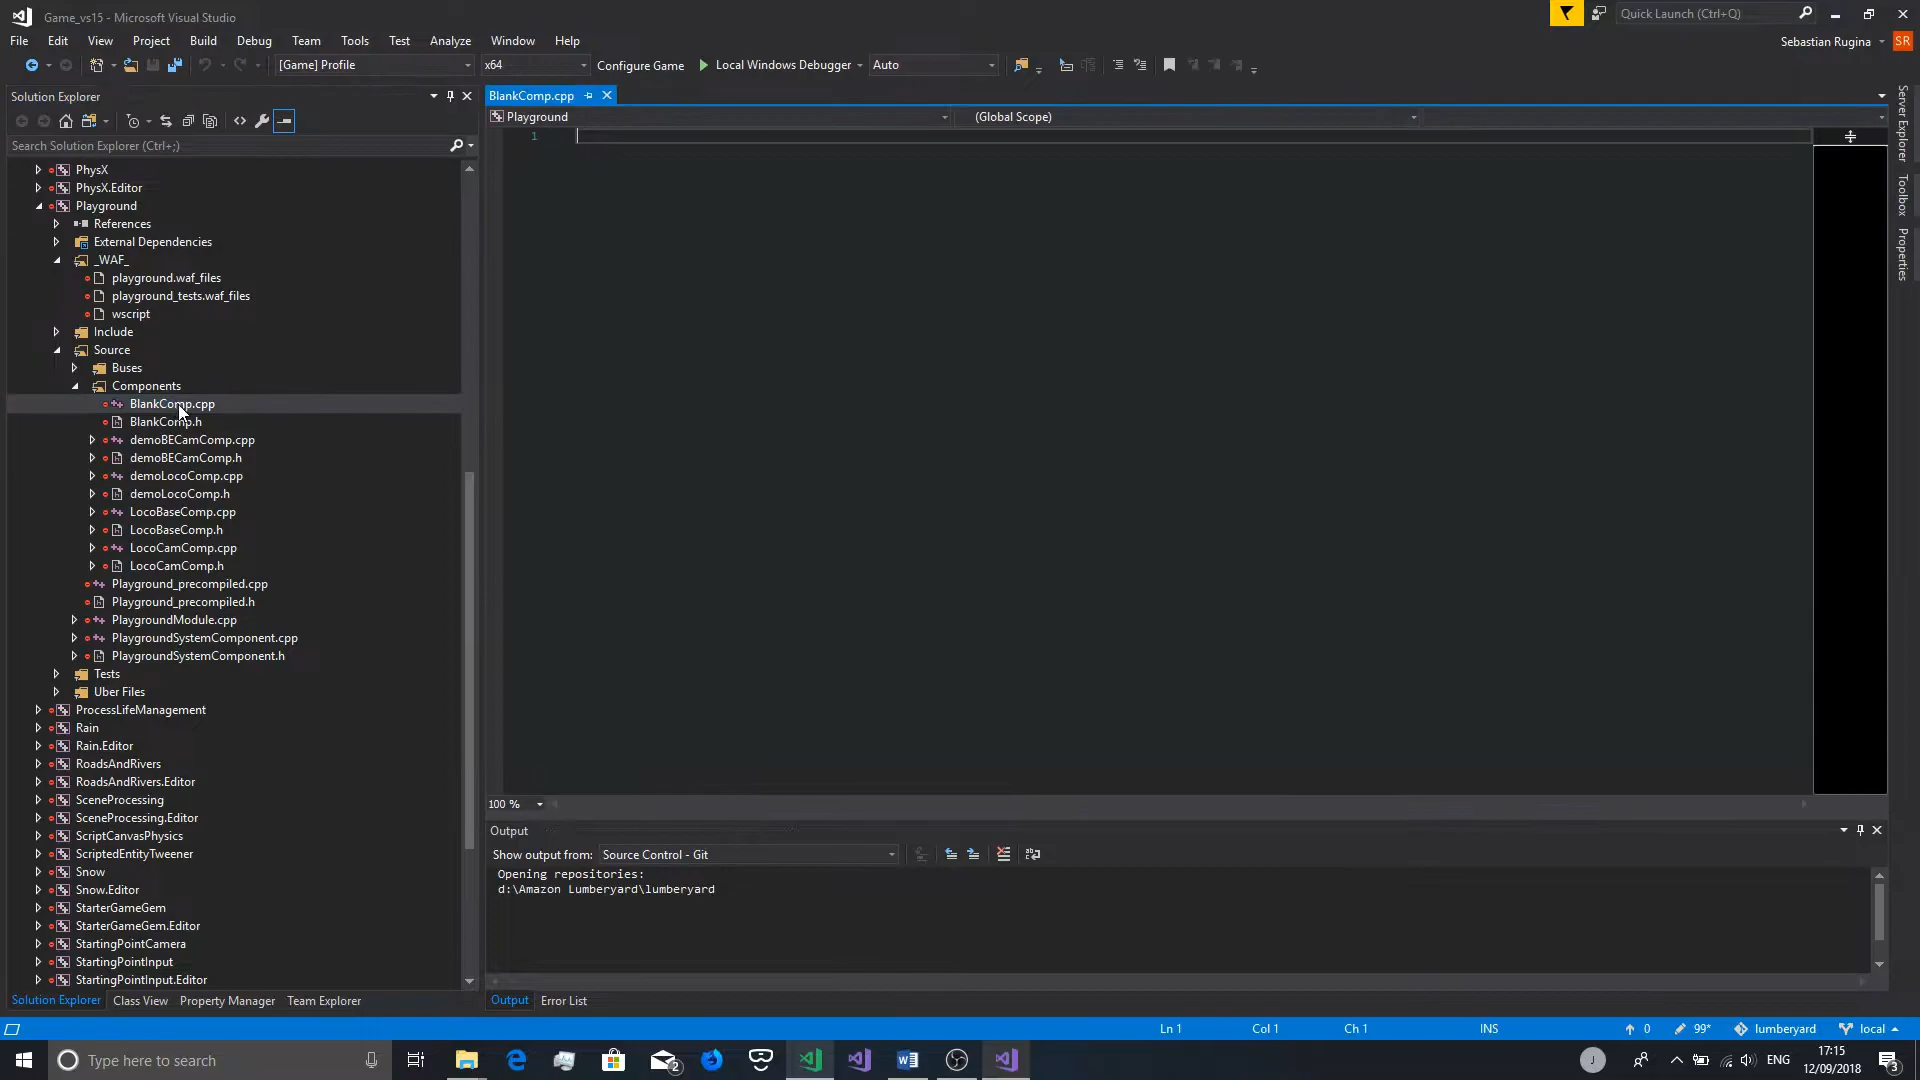 Game_vs15 - Microsoft Visual Studio
Quick Launch (Ctrl+Q)
File Edit View Project Build Debug Team Tools Test Analyze Window Help
Sebastian Rugina SR
[Game] Profile x64 Configure Game Local Windows Debugger Auto
Solution Explorer
Search Solution Explorer (Ctrl+;)
PhysX
PhysX.Editor
Playground
References
External Dependencies
_WAF_
playground.waf_files
playground_tests.waf_files
wscript
Include
Source
Buses
Components
BlankComp.cpp
BlankComp.h
demoBECamComp.cpp
demoBECamComp.h
demoLocoComp.cpp
demoLocoComp.h
LocoBaseComp.cpp
LocoBaseComp.h
LocoCamComp.cpp
LocoCamComp.h
Playground_precompiled.cpp
Playground_precompiled.h
PlaygroundModule.cpp
PlaygroundSystemComponent.cpp
PlaygroundSystemComponent.h
Tests
Uber Files
ProcessLifeManagement
Rain
Rain.Editor
RoadsAndRivers
RoadsAndRivers.Editor
SceneProcessing
SceneProcessing.Editor
ScriptCanvasPhysics
ScriptedEntityTweener
Snow
Snow.Editor
StarterGameGem
StarterGameGem.Editor
StartingPointCamera
StartingPointInput
StartingPointInput.Editor
Solution Explorer Class View Property Manager Team Explorer
BlankComp.cpp
Playground (Global Scope)
1
100 %
Output
Show output from: Source Control - Git
Opening repositories:
d:\Amazon Lumberyard\lumberyard
Output Error List
Server Explorer
Toolbox
Properties
Ln 1 Col 1 Ch 1 INS 0 99* lumberyard local
Type here to search
2
J
ENG
17:15
12/09/2018
3